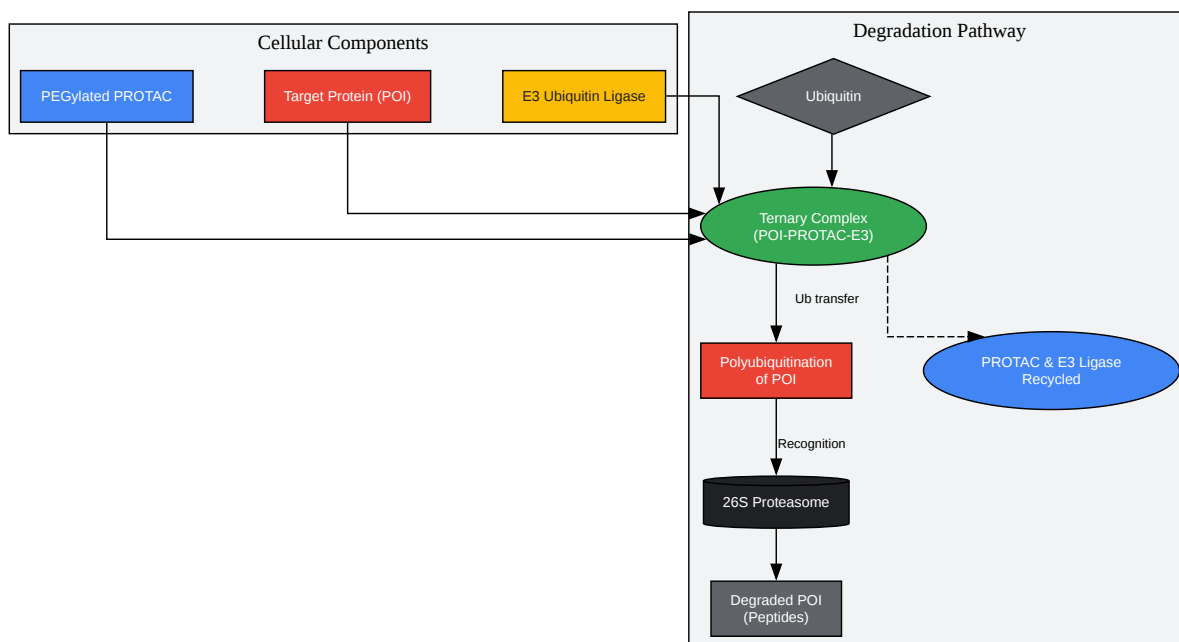 Cellular Components
PEGylated PROTAC
Target Protein (POI)
E3 Ubiquitin Ligase
Degradation Pathway
Ubiquitin
Ternary Complex
(POI-PROTAC-E3)
Ub transfer
Polyubiquitination
of POI
PROTAC & E3 Ligase
Recycled
Recognition
26S Proteasome
Degraded POI
(Peptides)